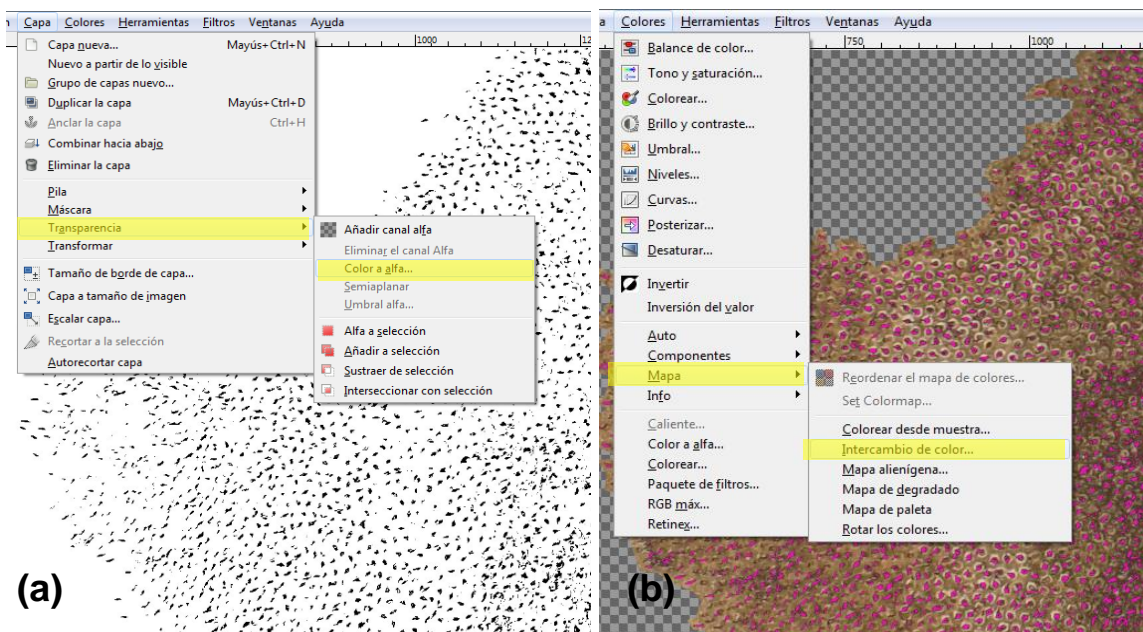 Capa Colores Herramientas Filtros Ventanas Ayuda
1000
Capa nueva... Mayús+Ctrl+N
Nuevo a partir de lo visible
Grupo de capas nuevo...
Duplicar la capa Mayús+Ctrl+D
Anclar la capa Ctrl+H
Combinar hacia abajo
Eliminar la capa
Pila
Máscara
Transparencia
Transformar
Tamaño de borde de capa...
Capa a tamaño de imagen
Escalar capa...
Recortar a la selección
Autorecortar capa
Añadir canal alfa
Eliminar el canal Alfa
Color a alfa...
Semiaplanar
Umbral alfa...
Alfa a selección
Añadir a selección
Sustraer de selección
Interseccionar con selección
(a)
Colores Herramientas Filtros Ventanas Ayuda
750 1000
Balance de color...
Tono y saturación...
Colorear...
Brillo y contraste...
Umbral...
Niveles...
Curvas...
Posterizar...
Desaturar...
Invertir
Inversión del valor
Auto
Componentes
Mapa
Info
Caliente...
Color a alfa...
Colorear...
Paquete de filtros...
RGB máx...
Retinex...
Reordenar el mapa de colores...
Set Colormap...
Colorear desde muestra...
Intercambio de color...
Mapa alienígena...
Mapa de degradado
Mapa de paleta
Rotar los colores...
(b)